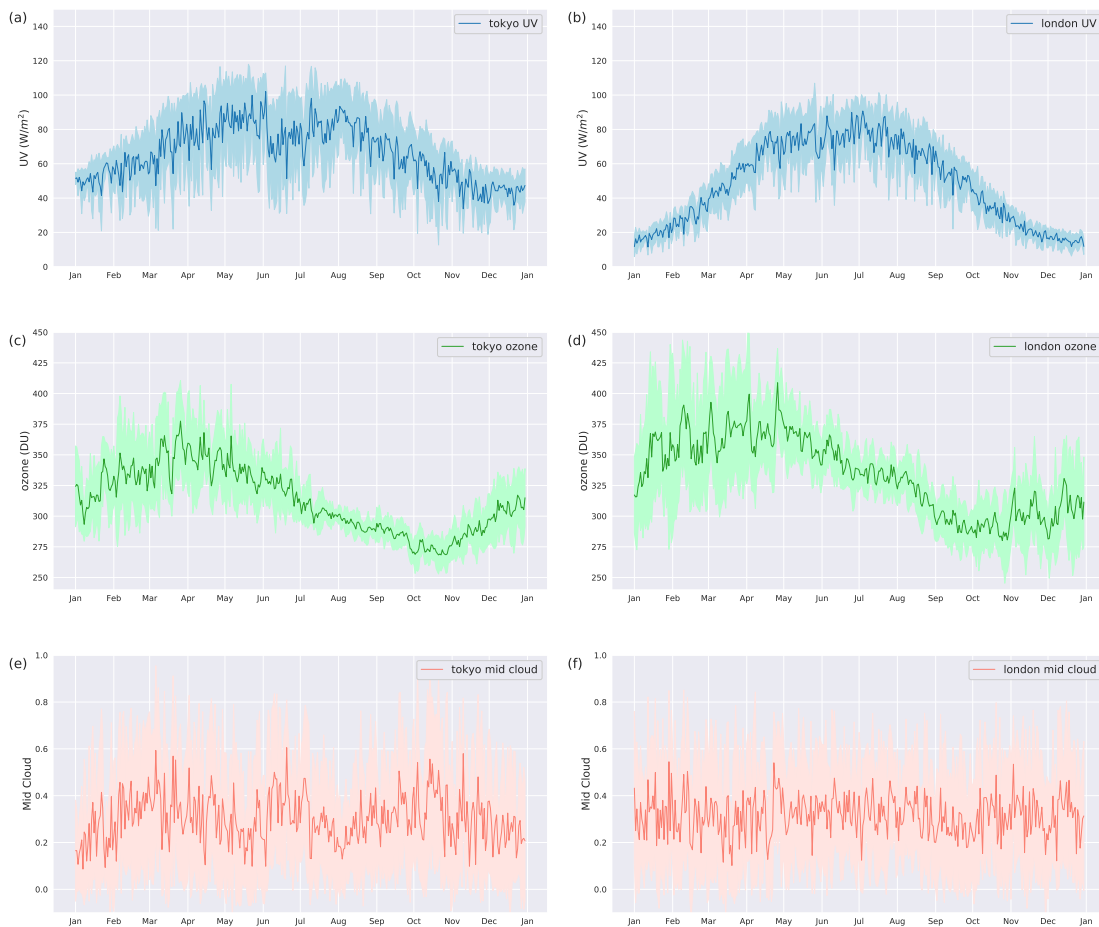 (a)
tokyo UV
UV (W/m²)
140
120
100
80
60
40
20
0
Jan Feb Mar Apr May Jun Jul Aug Sep Oct Nov Dec Jan
(b)
london UV
UV (W/m²)
140
120
100
80
60
40
20
0
Jan Feb Mar Apr May Jun Jul Aug Sep Oct Nov Dec Jan
(c)
tokyo ozone
ozone (DU)
450
425
400
375
350
325
300
275
250
Jan Feb Mar Apr May Jun Jul Aug Sep Oct Nov Dec Jan
(d)
london ozone
ozone (DU)
450
425
400
375
350
325
300
275
250
Jan Feb Mar Apr May Jun Jul Aug Sep Oct Nov Dec Jan
(e)
tokyo mid cloud
Mid Cloud
1.0
0.8
0.6
0.4
0.2
0.0
Jan Feb Mar Apr May Jun Jul Aug Sep Oct Nov Dec Jan
(f)
london mid cloud
Mid Cloud
1.0
0.8
0.6
0.4
0.2
0.0
Jan Feb Mar Apr May Jun Jul Aug Sep Oct Nov Dec Jan